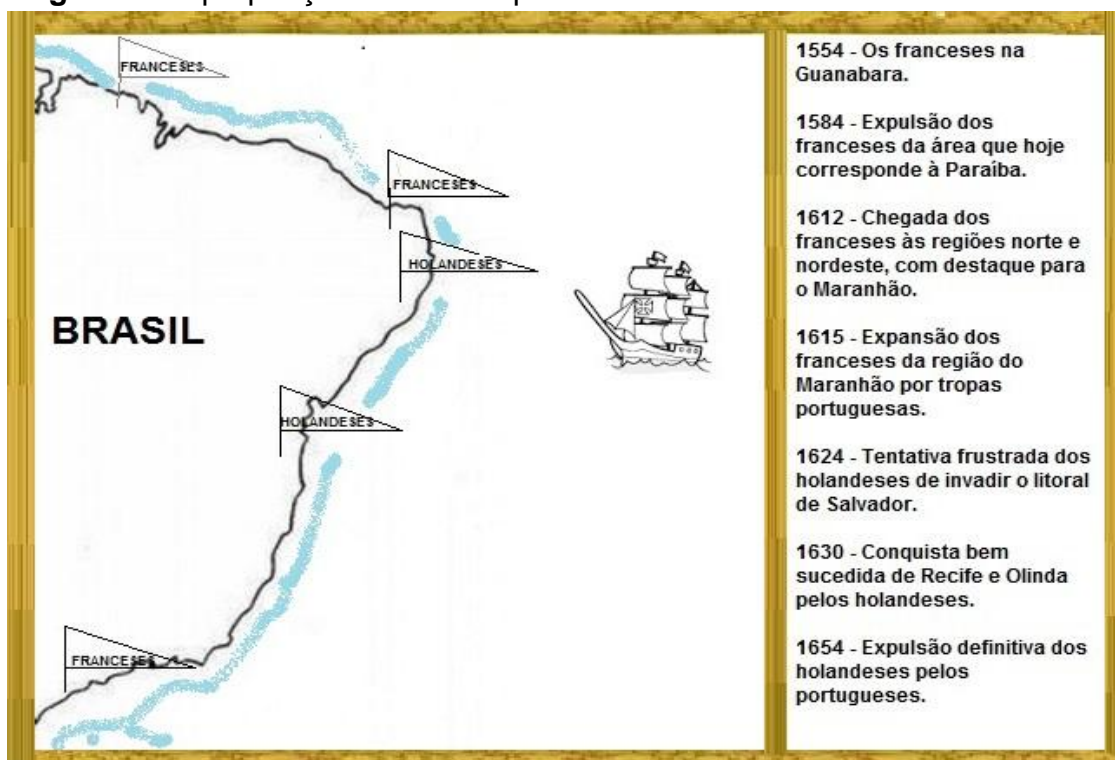 FRANCESES
FRANCESES
HOLANDESES
BRASIL
HOLANDESES
FRANCESES
1554 - Os franceses na
Guanabara.
1584 - Expulsão dos
franceses da área que hoje
corresponde à Paraíba.
1612 - Chegada dos
franceses às regiões norte e
nordeste, com destaque para
o Maranhão.
1615 - Expansão dos
franceses da região do
Maranhão por tropas
portuguesas.
1624 - Tentativa frustrada dos
holandeses de invadir o litoral
de Salvador.
1630 - Conquista bem
sucedida de Recife e Olinda
pelos holandeses.
1654 - Expulsão definitiva dos
holandeses pelos
portugueses.